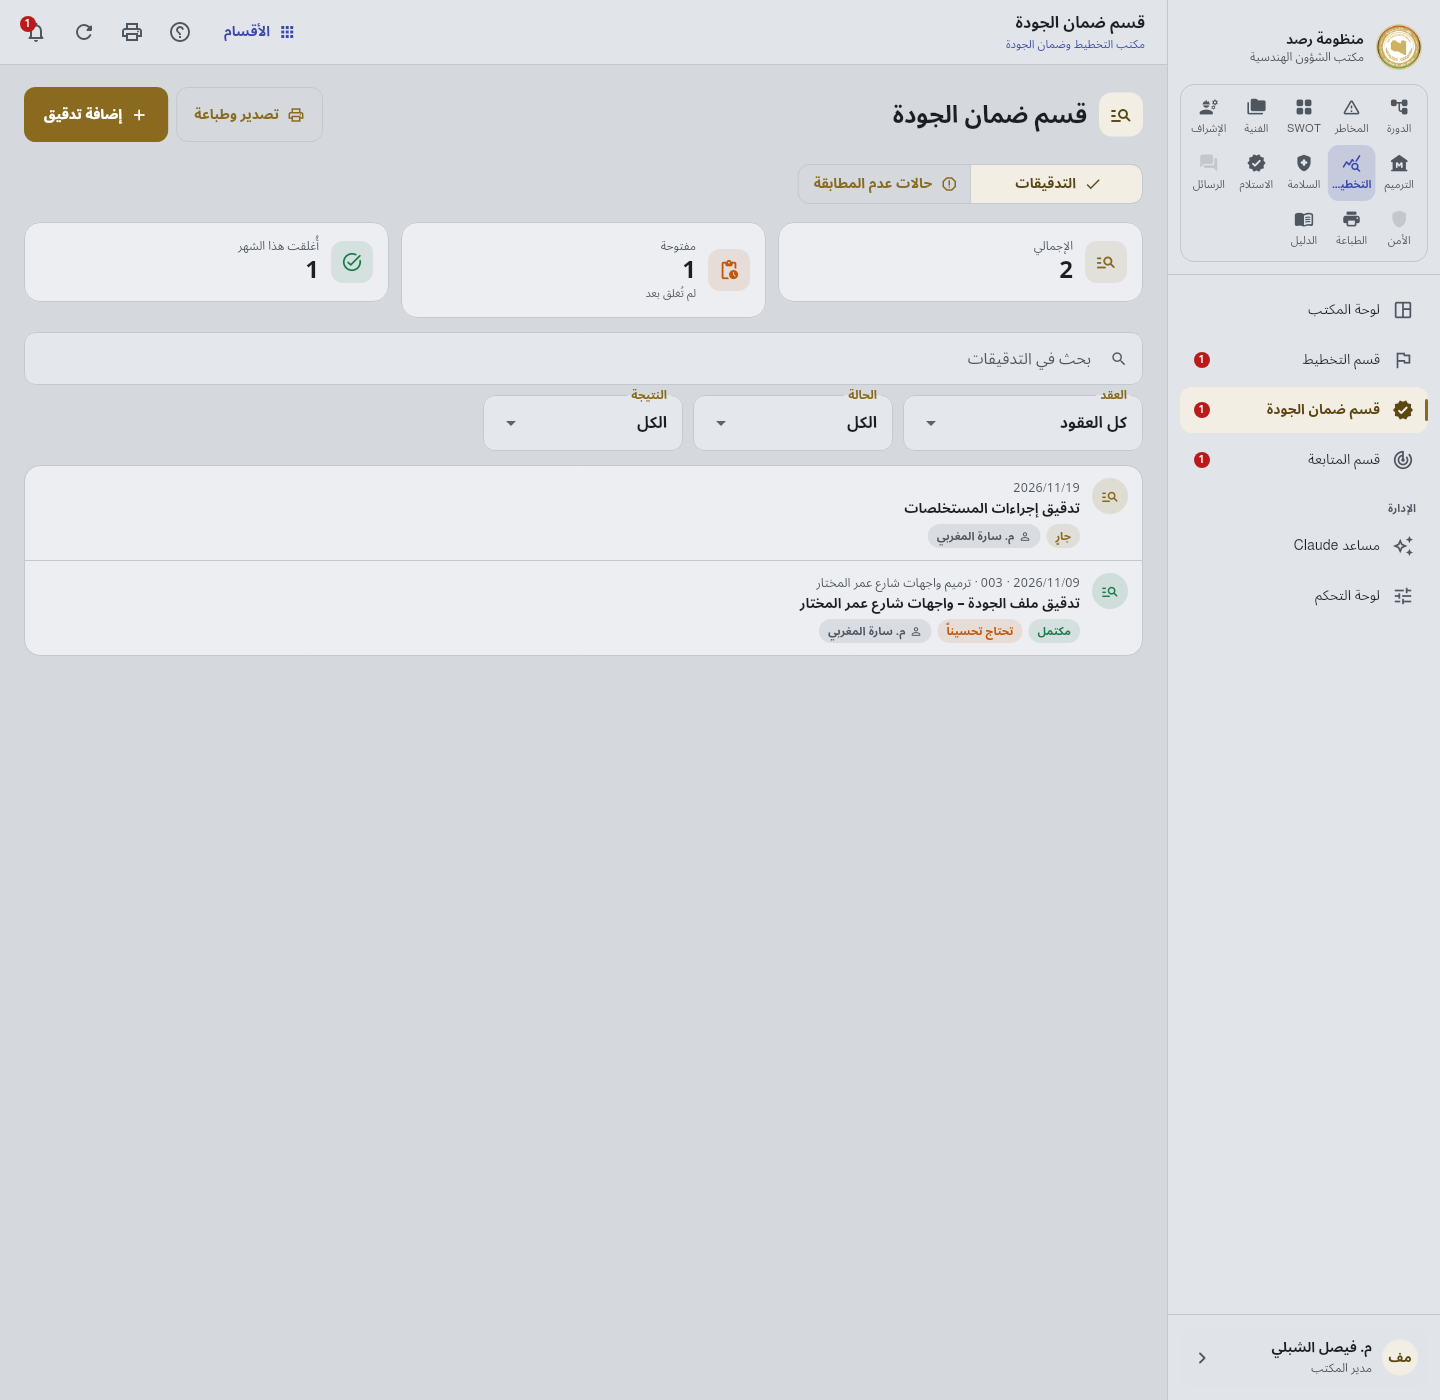 منظومة رصد
مكتب الشؤون الهندسية
الدورة
المخاطر
SWOT
الفنية
الإشراف
الترميم
التخطيـ...
السلامة
الاستلام
الرسائل
الأمن
الطباعة
الدليل
لوحة المكتب
قسم التخطيط
1
قسم ضمان الجودة
1
قسم المتابعة
1
الإدارة
مساعد Claude
لوحة التحكم
مف
م. فيصل الشبلي
مدير المكتب
قسم ضمان الجودة
مكتب التخطيط وضمان الجودة
الأقسام
1
قسم ضمان الجودة
تصدير وطباعة
إضافة تدقيق
التدقيقات
حالات عدم المطابقة
الإجمالي
2
مفتوحة
1
لم تُغلق بعد
أُغلقت هذا الشهر
1
بحث في التدقيقات
العقد
كل العقود
الحالة
الكل
النتيجة
الكل
2026/11/19
تدقيق إجراءات المستخلصات
جارٍ
م. سارة المغربي
2026/11/09 · 003 · ترميم واجهات شارع عمر المختار
تدقيق ملف الجودة – واجهات شارع عمر المختار
مكتمل
تحتاج تحسيناً
م. سارة المغربي